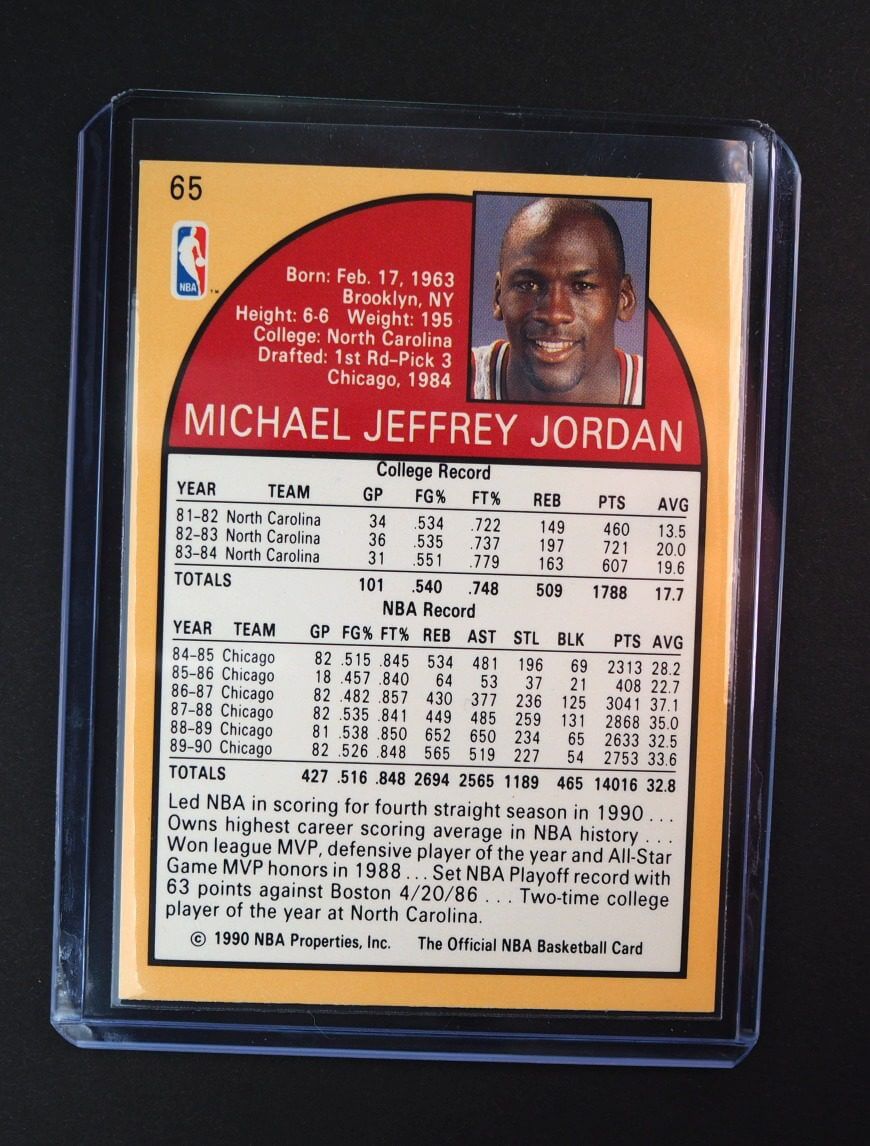 65
NBA
TM
Born: Feb. 17, 1963
Brooklyn, NY
Height: 6-6 Weight: 195
College: North Carolina
Drafted: 1st Rd-Pick 3
Chicago, 1984
MICHAEL JEFFREY JORDAN
College Record
YEAR TEAM GP FG% FT% REB PTS AVG
81-82 North Carolina 34 .534 .722 149 460 13.5
82-83 North Carolina 36 .535 .737 197 721 20.0
83-84 North Carolina 31 .551 .779 163 607 19.6
TOTALS 101 .540 .748 509 1788 17.7
NBA Record
YEAR TEAM GP FG% FT% REB AST STL BLK PTS AVG
84-85 Chicago 82 .515 .845 534 481 196 69 2313 28.2
85-86 Chicago 18 .457 .840 64 53 37 21 408 22.7
86-87 Chicago 82 .482 .857 430 377 236 125 3041 37.1
87-88 Chicago 82 .535 .841 449 485 259 131 2868 35.0
88-89 Chicago 81 .538 .850 652 650 234 65 2633 32.5
89-90 Chicago 82 .526 .848 565 519 227 54 2753 33.6
TOTALS 427 .516 .848 2694 2565 1189 465 14016 32.8
Led NBA in scoring for fourth straight season in 1990 . . .
Owns highest career scoring average in NBA history . . .
Won league MVP, defensive player of the year and All-Star
Game MVP honors in 1988 . . . Set NBA Playoff record with
63 points against Boston 4/20/86 . . . Two-time college
player of the year at North Carolina.
© 1990 NBA Properties, Inc. The Official NBA Basketball Card